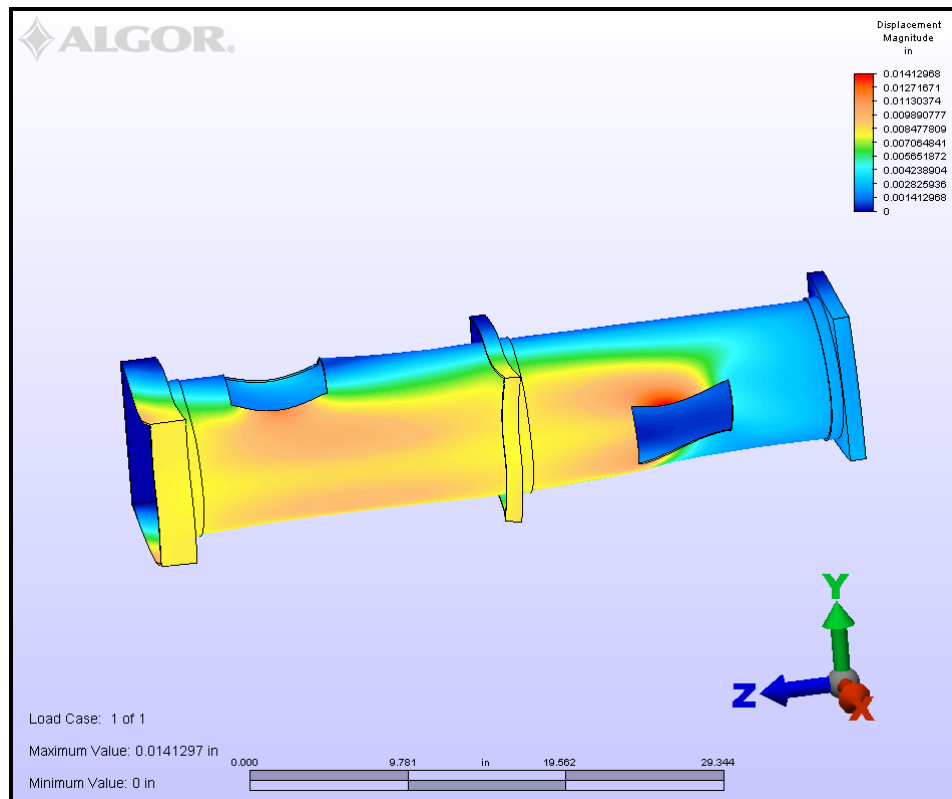 ALGOR®
Displacement
Magnitude
in
0.01412968
0.01271671
0.01130374
0.009890777
0.008477809
0.007064841
0.005651872
0.004238904
0.002825936
0.001412968
0
Y
Z
X
Load Case: 1 of 1
Maximum Value: 0.0141297 in
Minimum Value: 0 in
0.000 9.781 in 19.562 29.344